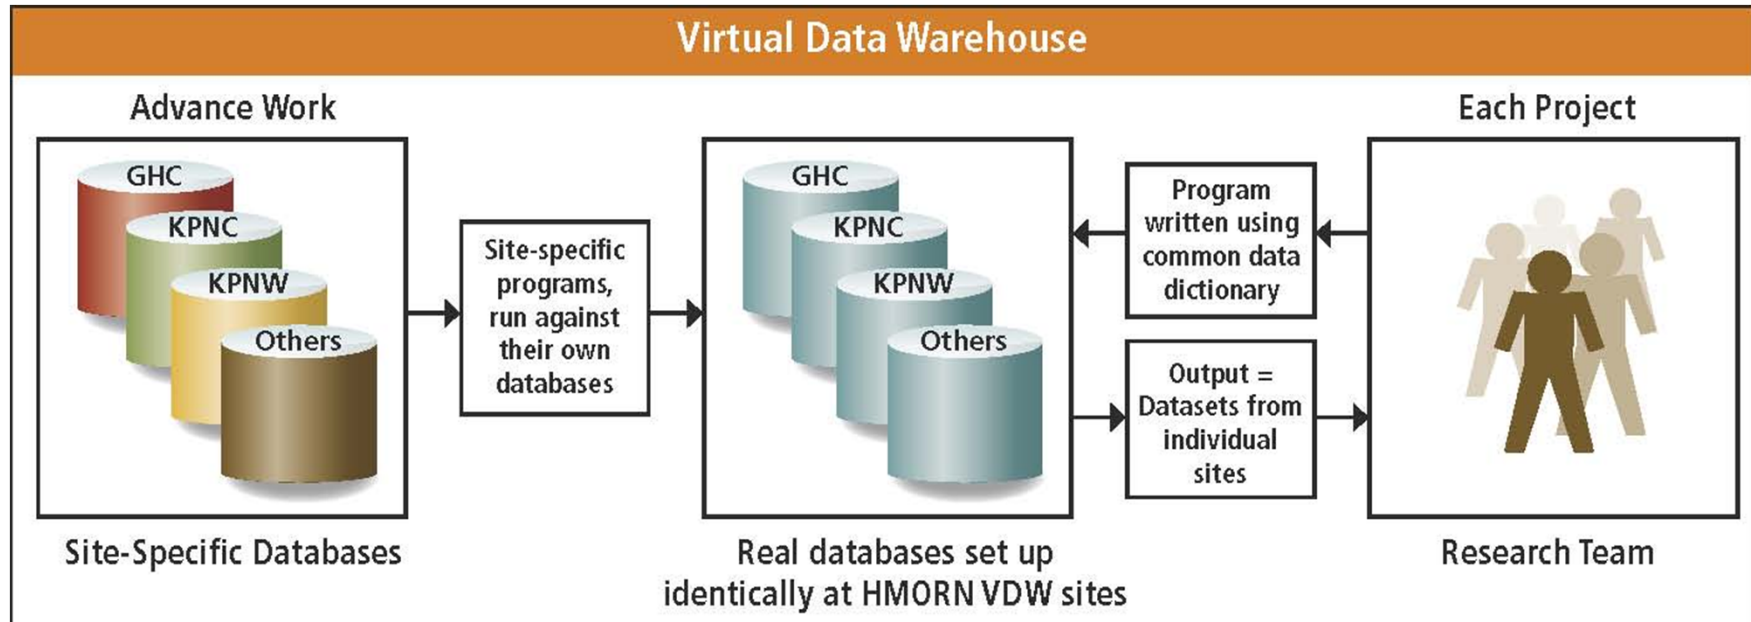 Virtual Data Warehouse
Advance Work
GHC
KPNC
KPNW
Others
Site-Specific Databases
Site-specific
programs,
run against
their own
databases
GHC
KPNC
KPNW
Others
Real databases set up
identically at HMORN VDW sites
Program
written using
common data
dictionary
Output =
Datasets from
individual
sites
Each Project
Research Team